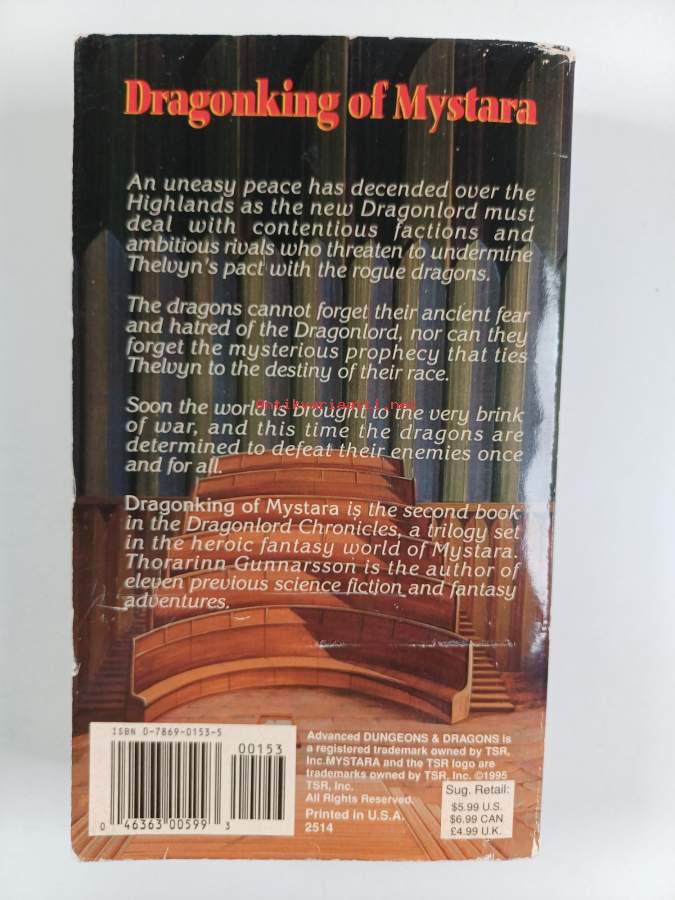 Dragonking of Mystara
An uneasy peace has decended over the
Highlands as the new Dragonlord must
deal with contentious factions and
ambitious rivals who threaten to undermine
Thelvyn's pact with the rogue dragons.
The dragons cannot forget their ancient fear
and hatred of the Dragonlord, nor can they
forget the mysterious prophecy that ties
Thelvyn to the destiny of their race.
Antikvariaatti.net
Soon the world is brought to the very brink
of war, and this time the dragons are
determined to defeat their enemies once
and for all.
Dragonking of Mystara is the second book
in the Dragonlord Chronicles, a trilogy set
in the heroic fantasy world of Mystara.
Thorarinn Gunnarsson is the author of
eleven previous science fiction and fantasy
adventures.
ISBN 0-7869-0153-5
00153
0 46363 00599 3
Advanced DUNGEONS & DRAGONS is
a registered trademark owned by TSR,
Inc.MYSTARA and the TSR logo are
trademarks owned by TSR, Inc. ©1995
TSR, Inc.
All Rights Reserved.
Printed in U.S.A.
2514
Sug. Retail:
$5.99 U.S.
$6.99 CAN
£4.99 U.K.